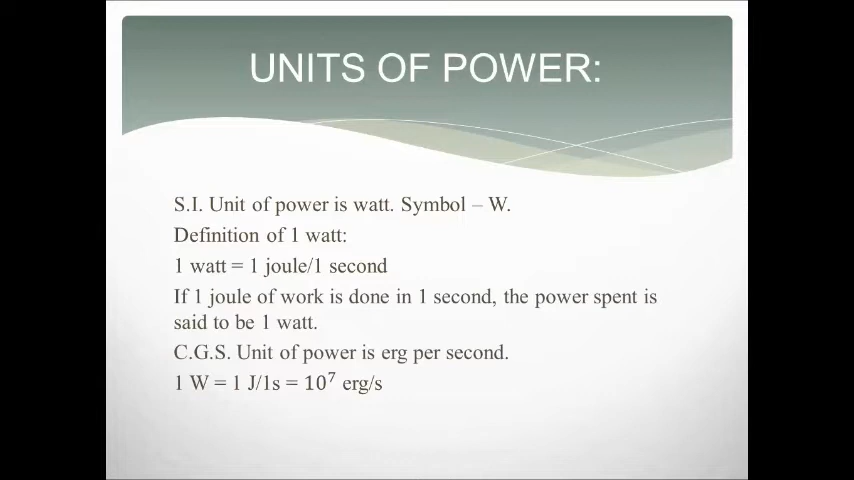 UNITS OF POWER:
S.I. Unit of power is watt. Symbol – W.
Definition of 1 watt:
1 watt = 1 joule/1 second
If 1 joule of work is done in 1 second, the power spent is
said to be 1 watt.
C.G.S. Unit of power is erg per second.
1 W = 1 J/1s = 10⁷ erg/s